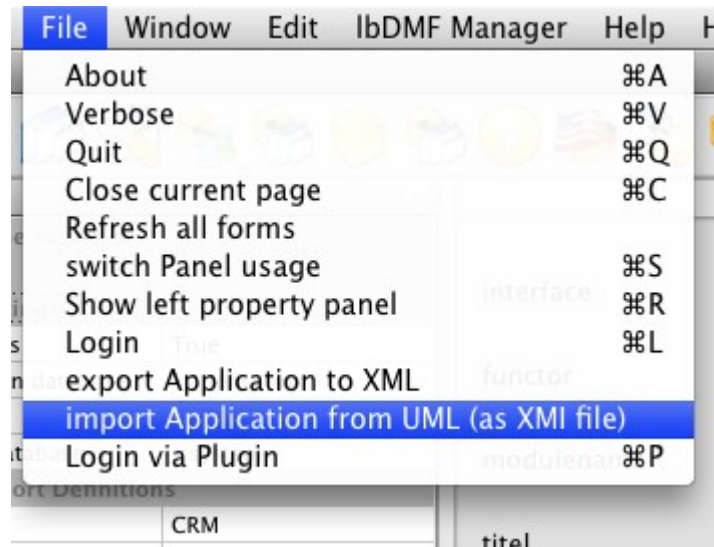 File Window Edit lbDMF Manager Help H
About ⌘A
Verbose ⌘V
Quit ⌘Q
Close current page ⌘C
Refresh all forms
switch Panel usage ⌘S
interface
Show left property panel ⌘R
Login ⌘L
True
export Application to XML
functor
import Application from UML (as XMI file)
Login via Plugin ⌘P
ort Definitions
CRM
titel